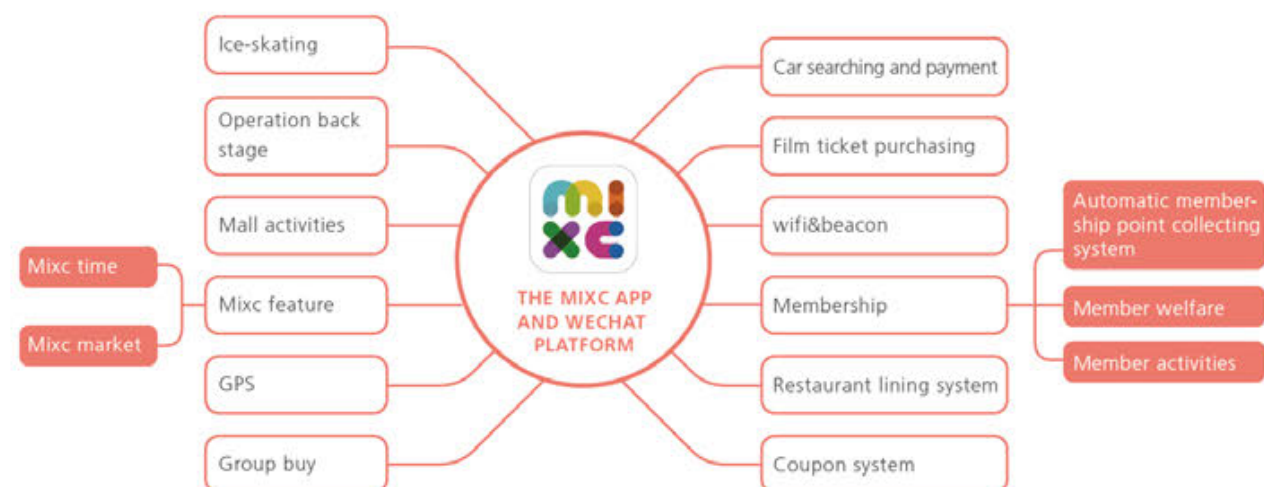 Ice-skating
Operation back
stage
Mall activities
Mixc time
Mixc feature
Mixc market
GPS
Group buy
mi
xc
THE MIXC APP
AND WECHAT
PLATFORM
Car searching and payment
Film ticket purchasing
wifi&beacon
Membership
Automatic member-
ship point collecting
system
Member welfare
Member activities
Restaurant lining system
Coupon system